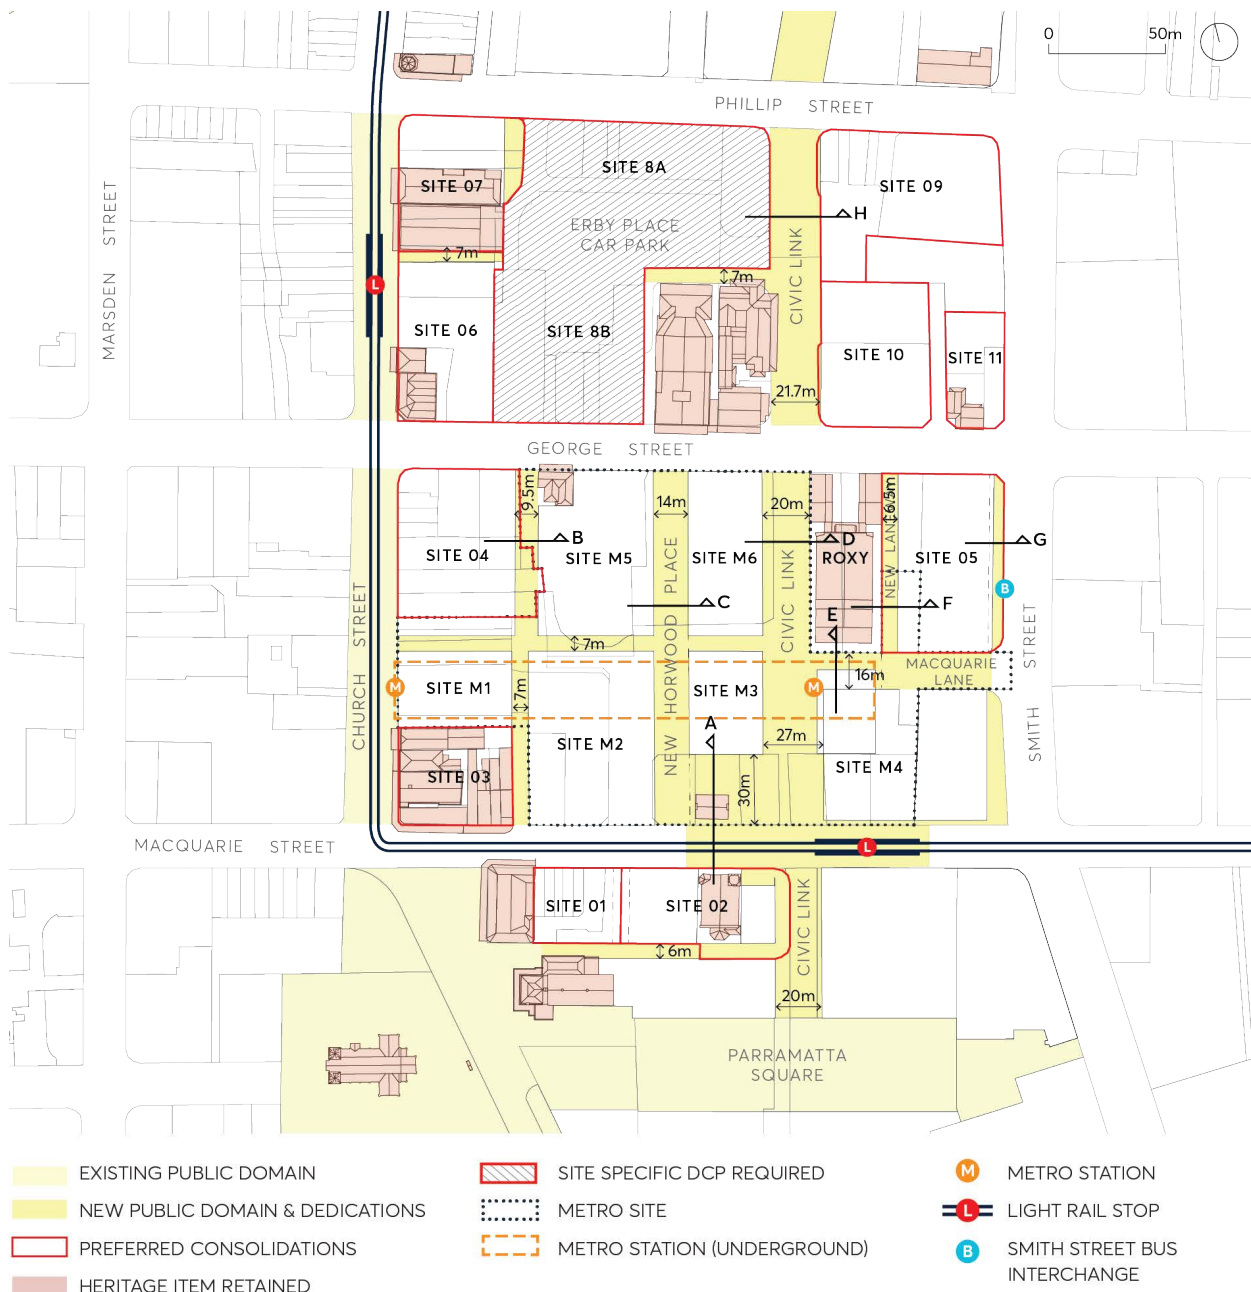 0 50m
PHILLIP STREET
MARSDEN STREET
SITE 07
SITE 8A
SITE 09
ERBY PLACE
CAR PARK
H
7m
7m
CIVIC LINK
L
SITE 06
SITE 8B
SITE 10
SITE 11
21.7m
GEORGE STREET
9.5m
14m
20m
6.5m
B
D
G
SITE 04
SITE M5
SITE M6
ROXY
NEW LANE
SITE 05
B
C
F
E
CHURCH STREET
NEW HORWOOD PLACE
CIVIC LINK
SMITH STREET
7m
MACQUARIE
LANE
16m
M
SITE M1
7m
SITE M3
M
A
SITE M2
27m
SITE M4
SMITH
SITE 03
30m
MACQUARIE STREET
L
SITE 01
SITE 02
CIVIC LINK
6m
20m
PARRAMATTA
SQUARE
EXISTING PUBLIC DOMAIN
NEW PUBLIC DOMAIN & DEDICATIONS
PREFERRED CONSOLIDATIONS
HERITAGE ITEM RETAINED
SITE SPECIFIC DCP REQUIRED
METRO SITE
METRO STATION (UNDERGROUND)
M METRO STATION
L LIGHT RAIL STOP
B SMITH STREET BUS
INTERCHANGE